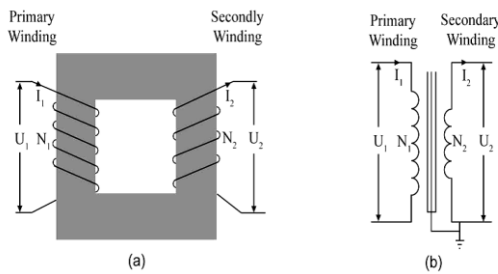 Primary
Winding
Secondly
Winding
I₁
I₂
U₁
N₁
N₂
U₂
(a)
Primary
Winding
Secondary
Winding
I₁
I₂
U₁
N₁
N₂
U₂
(b)